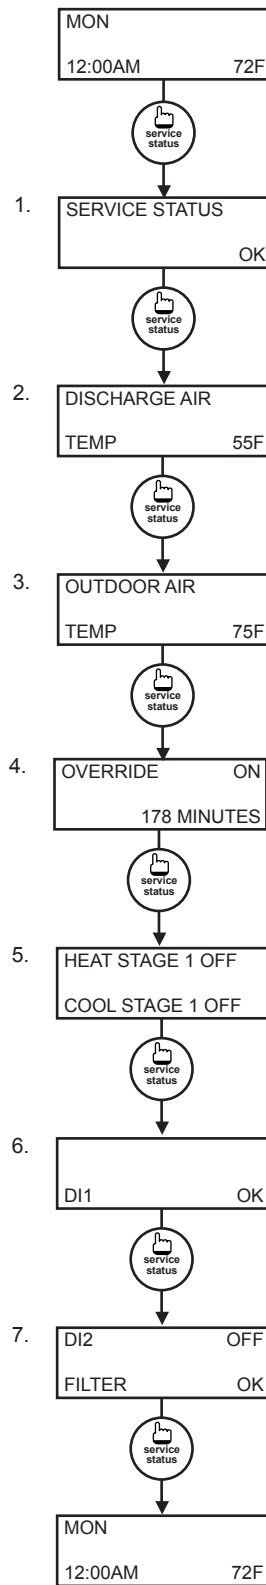 MON
12:00AM 72F
service
status
1. SERVICE STATUS
OK
service
status
2. DISCHARGE AIR
TEMP 55F
service
status
3. OUTDOOR AIR
TEMP 75F
service
status
4. OVERRIDE ON
178 MINUTES
service
status
5. HEAT STAGE 1 OFF
COOL STAGE 1 OFF
service
status
6.
DI1 OK
service
status
7. DI2 OFF
FILTER OK
service
status
MON
12:00AM 72F